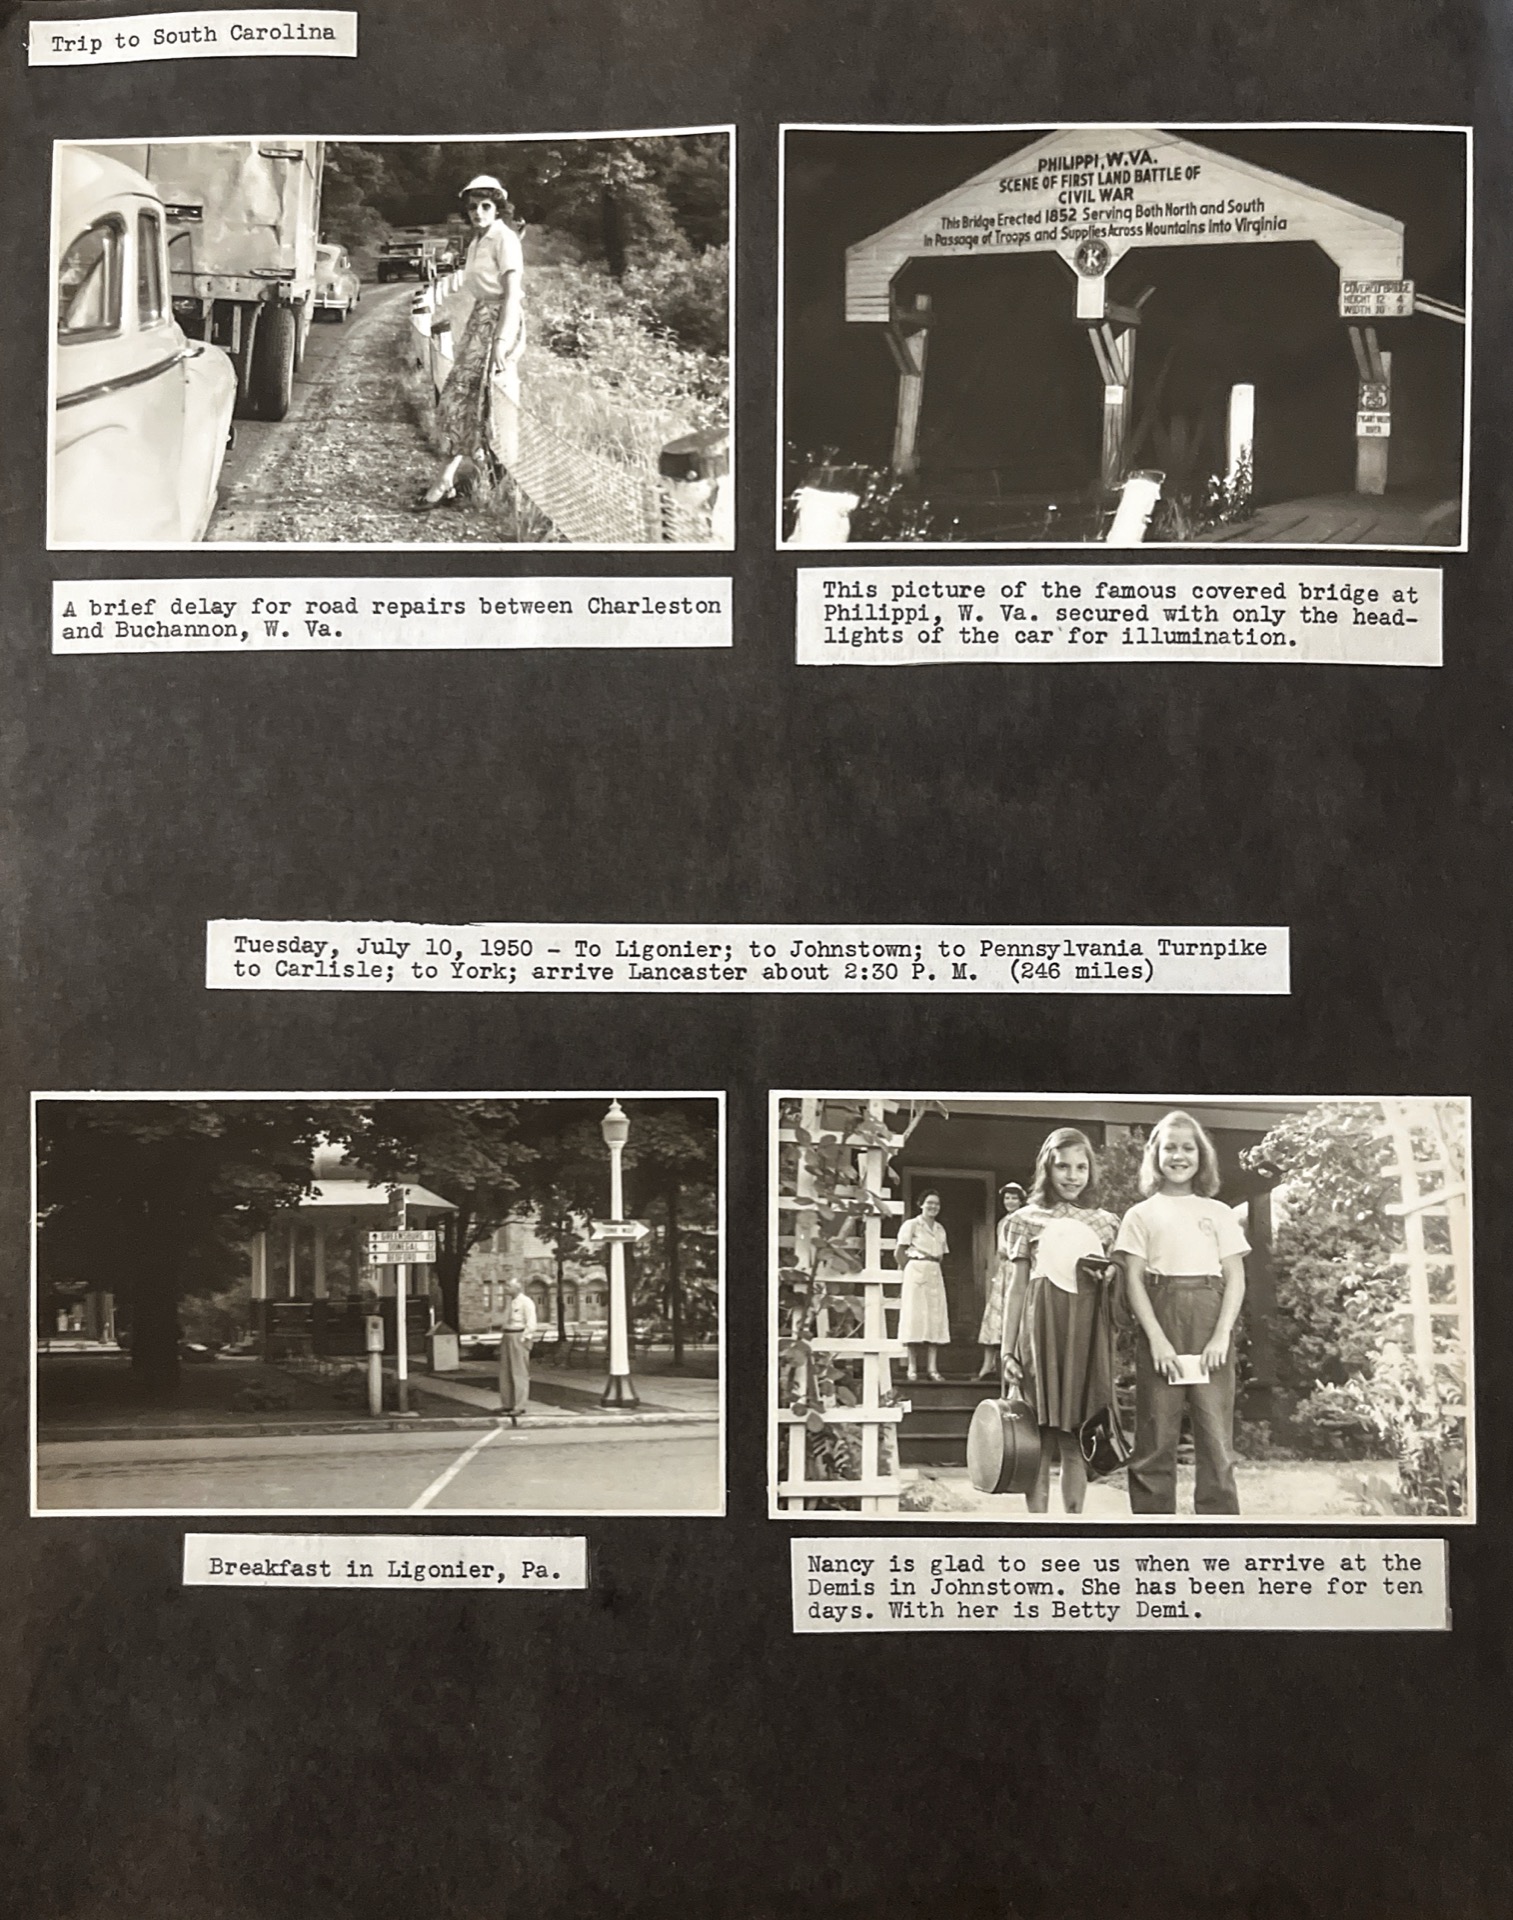 Trip to South Carolina
PHILIPPI, W.VA.
SCENE OF FIRST LAND BATTLE OF
CIVIL WAR
This Bridge Erected 1852 Serving Both North and South
In Passage of Troops and Supplies Across Mountains Into Virginia
K
COVERED BRIDGE
HEIGHT 12 4
WIDTH 10 9
A brief delay for road repairs between Charleston
and Buchannon, W. Va.
This picture of the famous covered bridge at
Philippi, W. Va. secured with only the head-
lights of the car for illumination.
Tuesday, July 10, 1950 - To Ligonier; to Johnstown; to Pennsylvania Turnpike
to Carlisle; to York; arrive Lancaster about 2:30 P. M. (246 miles)
GREENSBURG
DONEGAL
BEDFORD
Breakfast in Ligonier, Pa.
Nancy is glad to see us when we arrive at the
Demis in Johnstown. She has been here for ten
days. With her is Betty Demi.